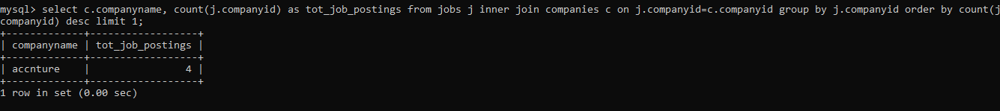 mysql> select c.companyname, count(j.companyid) as tot_job_postings from jobs j inner join companies c on j.companyid=c.companyid group by j.companyid order by count(j
companyid) desc limit 1;
+-------------+------------------+
| companyname | tot_job_postings |
+-------------+------------------+
| accnture    |                4 |
+-------------+------------------+
1 row in set (0.00 sec)